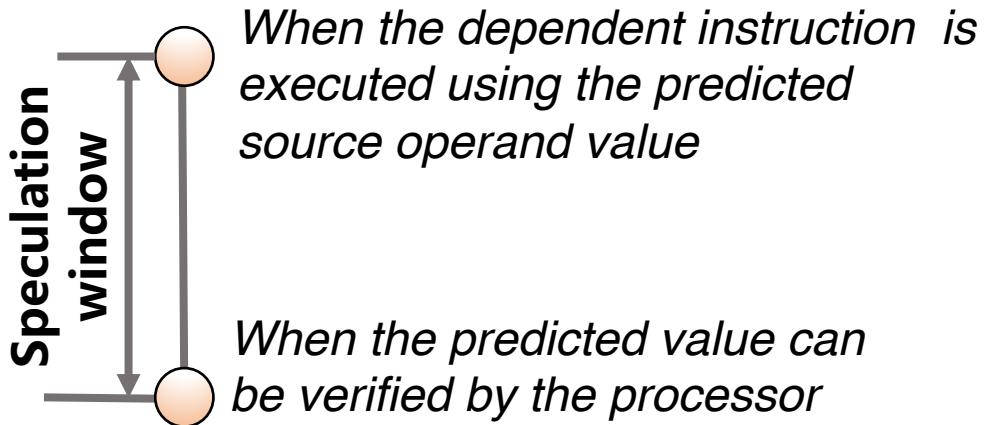 Speculation
window
When the dependent instruction is
executed using the predicted
source operand value
When the predicted value can
be verified by the processor